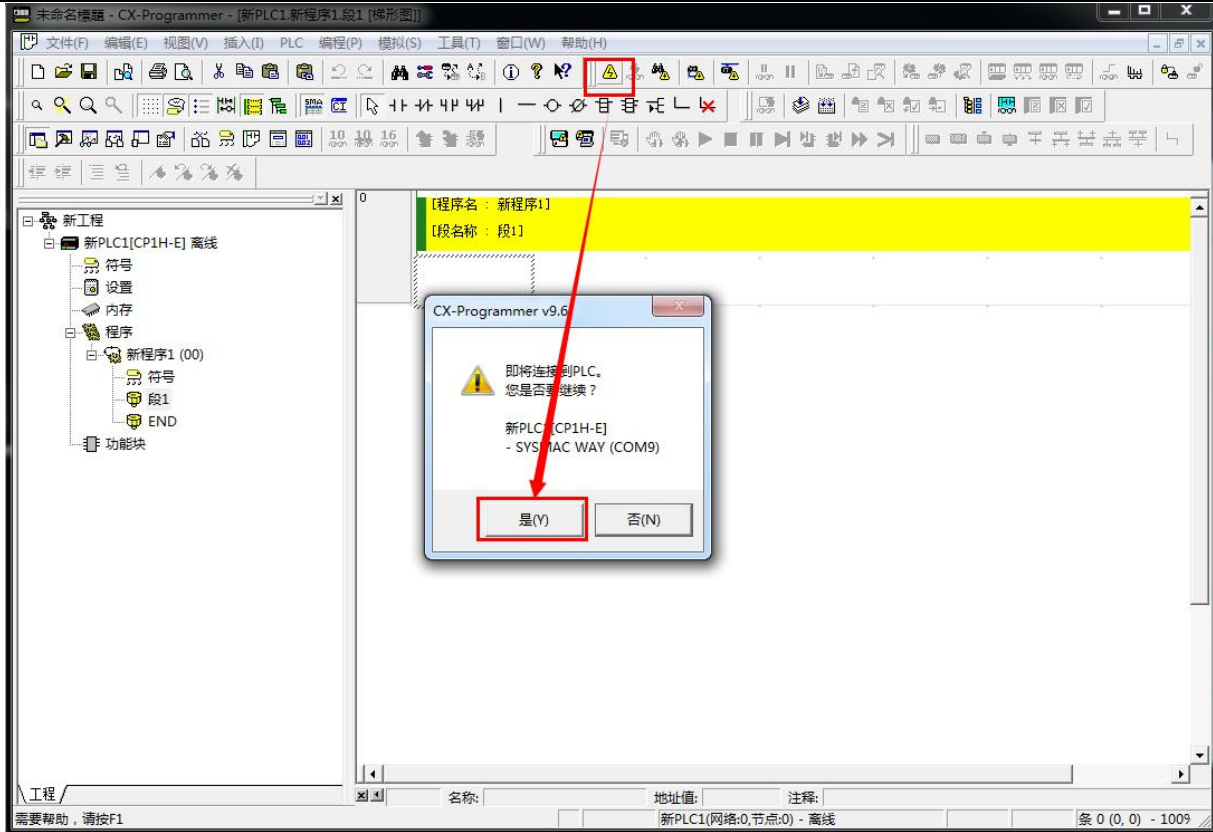 未命名標題 - CX-Programmer - [新PLC1.新程序1.段1 [梯形图]]
文件(F) 编辑(E) 视图(V) 插入(I) PLC 编程(P) 模拟(S) 工具(T) 窗口(W) 帮助(H)
10 10 16
新工程
新PLC1[CP1H-E] 离线
符号
设置
内存
程序
新程序1 (00)
符号
段1
END
功能块
工程
0
[程序名 : 新程序1]
[段名称 : 段1]
CX-Programmer v9.6
即将连接到PLC。
您是否要继续？
新PLC1[CP1H-E]
- SYSMAC WAY (COM9)
是(Y)
否(N)
名称: 地址值: 注释:
需要帮助，请按F1
新PLC1(网络:0,节点:0) - 离线
条 0 (0, 0) - 100%